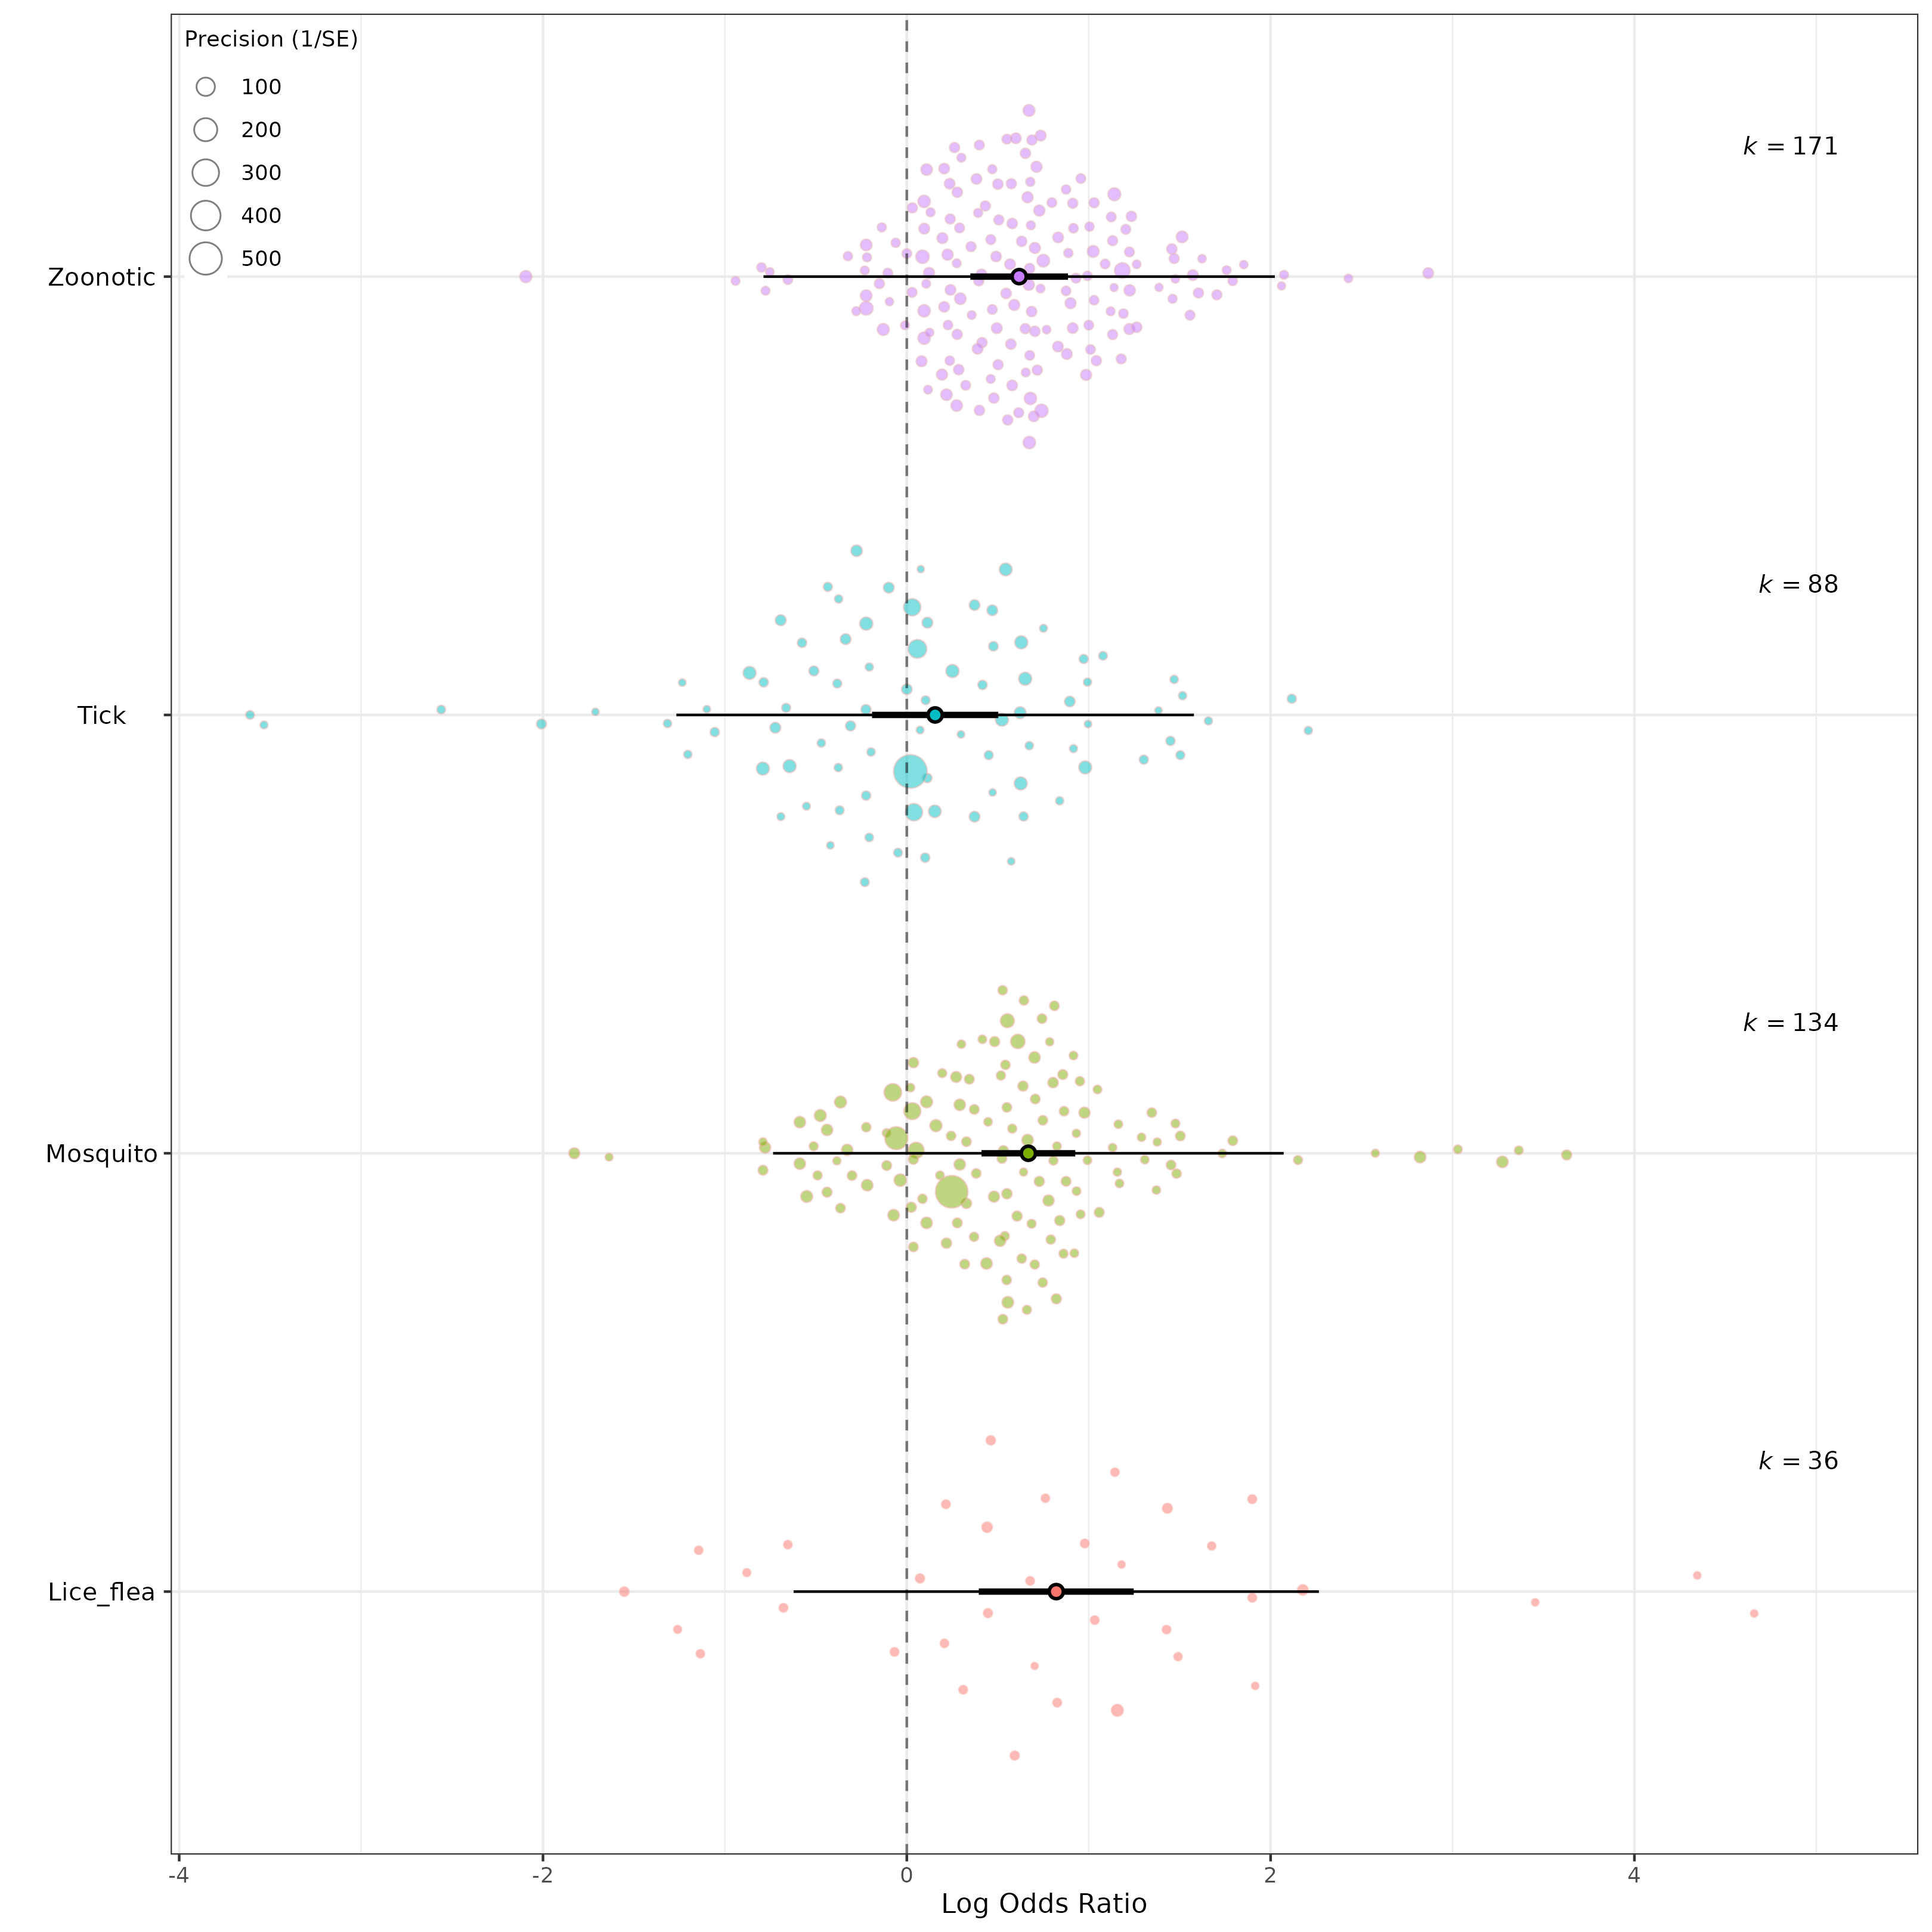 Precision (1/SE)
100
200
300
400
500
k = 171
Zoonotic
k = 88
Tick
k = 134
Mosquito
k = 36
Lice_flea
-4 -2 0 2 4
Log Odds Ratio